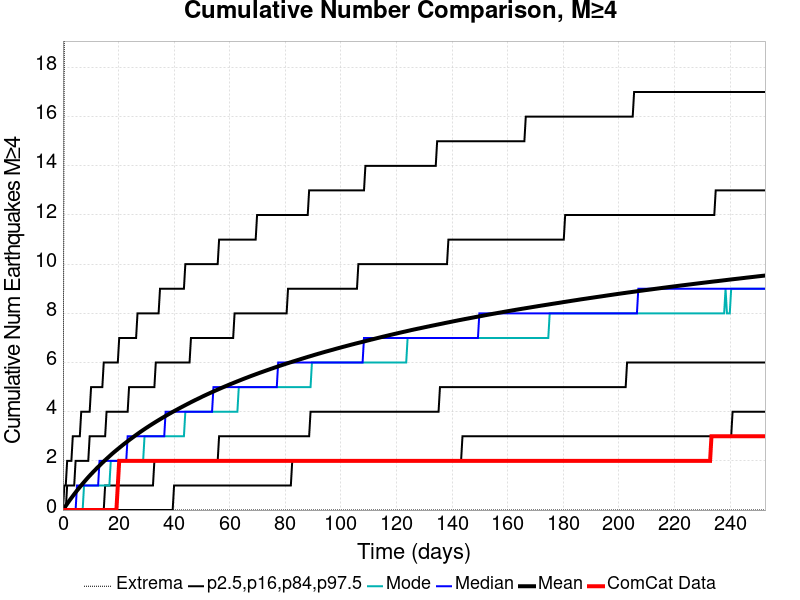 Cumulative Number Comparison, M≥4
Cumulative Num Earthquakes M≥4
18
16
14
12
10
8
6
4
2
0
0 20 40 60 80 100 120 140 160 180 200 220 240
Time (days)
Extrema p2.5,p16,p84,p97.5 Mode Median Mean ComCat Data